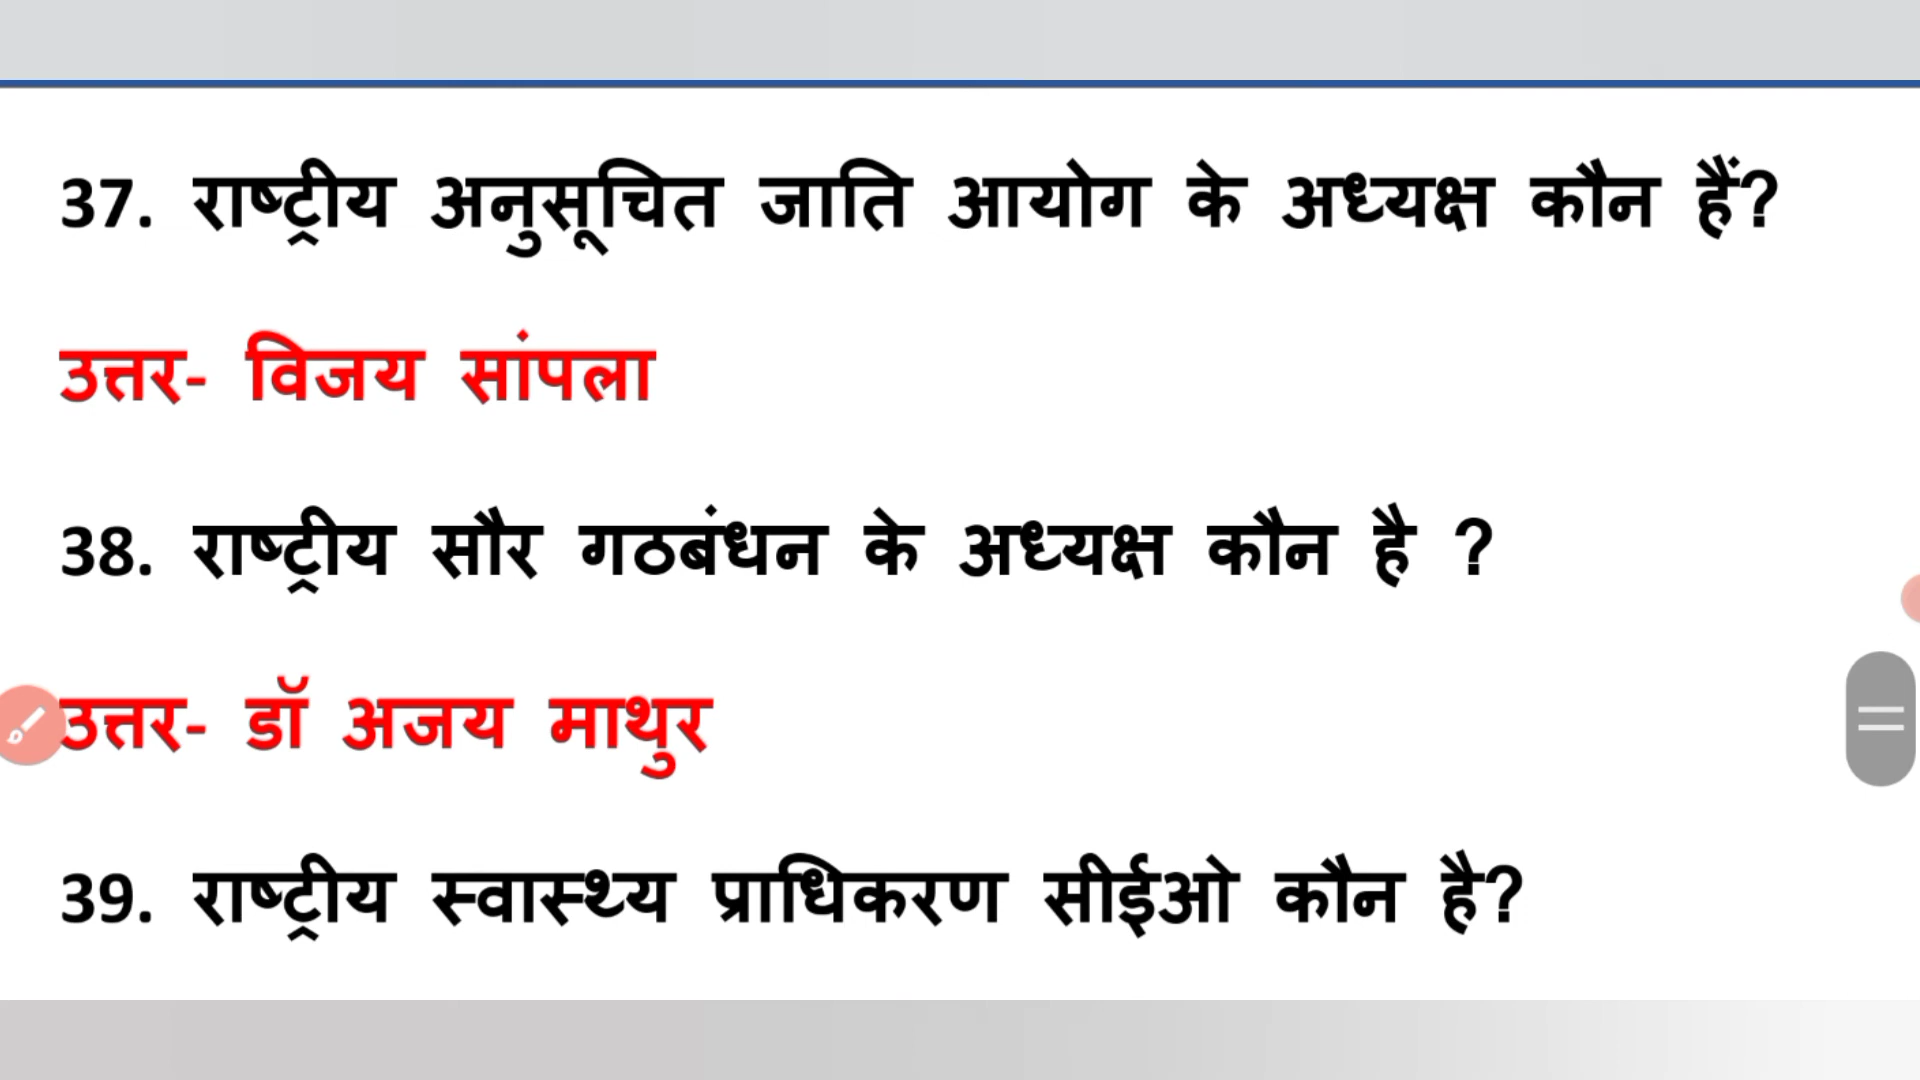 37. राष्ट्रीय अनुसूचित जाति आयोग के अध्यक्ष कौन हैं?
उत्तर- विजय सांपला
38. राष्ट्रीय सौर गठबंधन के अध्यक्ष कौन है ?
उत्तर- डॉ अजय माथुर
39. राष्ट्रीय स्वास्थ्य प्राधिकरण सीईओ कौन है?